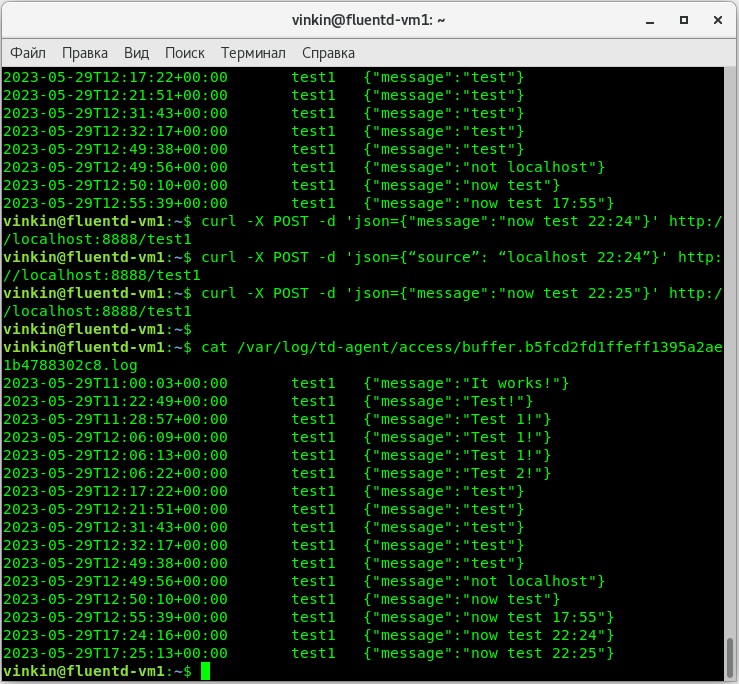 vinkin@fluentd-vm1: ~
Файл Правка Вид Поиск Терминал Справка
2023-05-29T12:17:22+00:00 test1 {"message":"test"}
2023-05-29T12:21:51+00:00 test1 {"message":"test"}
2023-05-29T12:31:43+00:00 test1 {"message":"test"}
2023-05-29T12:32:17+00:00 test1 {"message":"test"}
2023-05-29T12:49:38+00:00 test1 {"message":"test"}
2023-05-29T12:49:56+00:00 test1 {"message":"not localhost"}
2023-05-29T12:50:10+00:00 test1 {"message":"now test"}
2023-05-29T12:55:39+00:00 test1 {"message":"now test 17:55"}
vinkin@fluentd-vm1:~$ curl -X POST -d 'json={"message":"now test 22:24"}' http:/
/localhost:8888/test1
vinkin@fluentd-vm1:~$ curl -X POST -d 'json={“source”: “localhost 22:24”}' http:
//localhost:8888/test1
vinkin@fluentd-vm1:~$ curl -X POST -d 'json={"message":"now test 22:25"}' http:/
/localhost:8888/test1
vinkin@fluentd-vm1:~$
vinkin@fluentd-vm1:~$ cat /var/log/td-agent/access/buffer.b5fcd2fd1ffeff1395a2ae
1b4788302c8.log
2023-05-29T11:00:03+00:00 test1 {"message":"It works!"}
2023-05-29T11:22:49+00:00 test1 {"message":"Test!"}
2023-05-29T11:28:57+00:00 test1 {"message":"Test 1!"}
2023-05-29T12:06:09+00:00 test1 {"message":"Test 1!"}
2023-05-29T12:06:13+00:00 test1 {"message":"Test 1!"}
2023-05-29T12:06:22+00:00 test1 {"message":"Test 2!"}
2023-05-29T12:17:22+00:00 test1 {"message":"test"}
2023-05-29T12:21:51+00:00 test1 {"message":"test"}
2023-05-29T12:31:43+00:00 test1 {"message":"test"}
2023-05-29T12:32:17+00:00 test1 {"message":"test"}
2023-05-29T12:49:38+00:00 test1 {"message":"test"}
2023-05-29T12:49:56+00:00 test1 {"message":"not localhost"}
2023-05-29T12:50:10+00:00 test1 {"message":"now test"}
2023-05-29T12:55:39+00:00 test1 {"message":"now test 17:55"}
2023-05-29T17:24:16+00:00 test1 {"message":"now test 22:24"}
2023-05-29T17:25:13+00:00 test1 {"message":"now test 22:25"}
vinkin@fluentd-vm1:~$